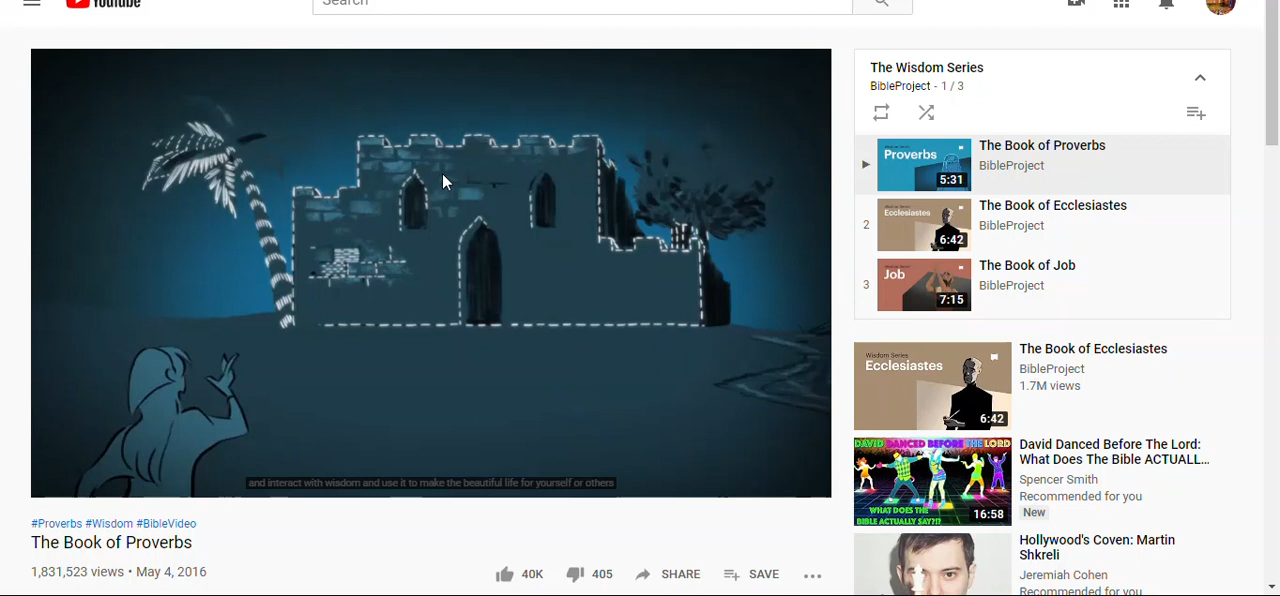 YouTube
Search
The Wisdom Series
BibleProject - 1 / 3
Proverbs
5:31
The Book of Proverbs
BibleProject
2
Ecclesiastes
6:42
The Book of Ecclesiastes
BibleProject
3
Job
7:15
The Book of Job
BibleProject
and interact with wisdom and use it to make the beautiful life for yourself or others
#Proverbs #Wisdom #BibleVideo
The Book of Proverbs
1,831,523 views • May 4, 2016
40K
405
SHARE
SAVE
Wisdom Series
Ecclesiastes
6:42
The Book of Ecclesiastes
BibleProject
1.7M views
DAVID DANCED BEFORE THE LORD
WHAT DOES THE
BIBLE ACTUALLY SAY?!?
16:58
David Danced Before The Lord:
What Does The Bible ACTUALL...
Spencer Smith
Recommended for you
New
Hollywood's Coven: Martin
Shkreli
Jeremiah Cohen
Recommended for you